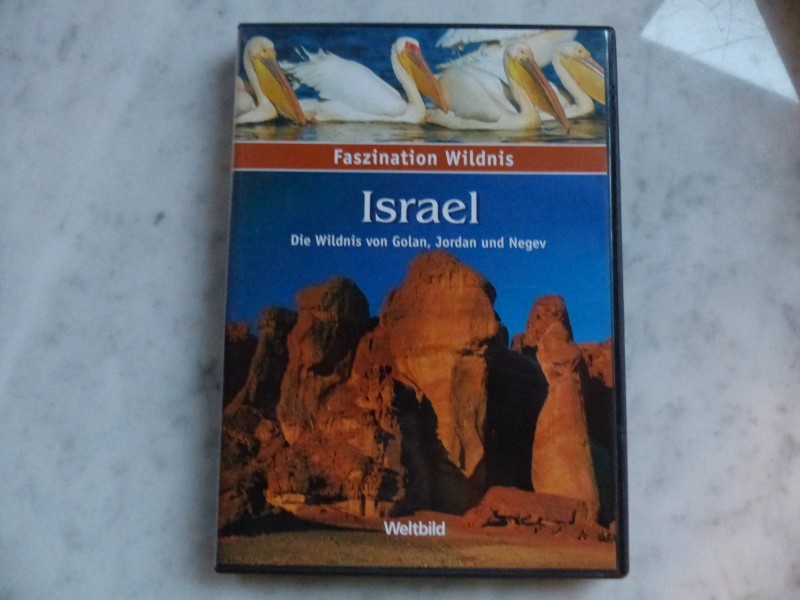 Faszination Wildnis
Israel
Die Wildnis von Golan, Jordan und Negev
Weltbild